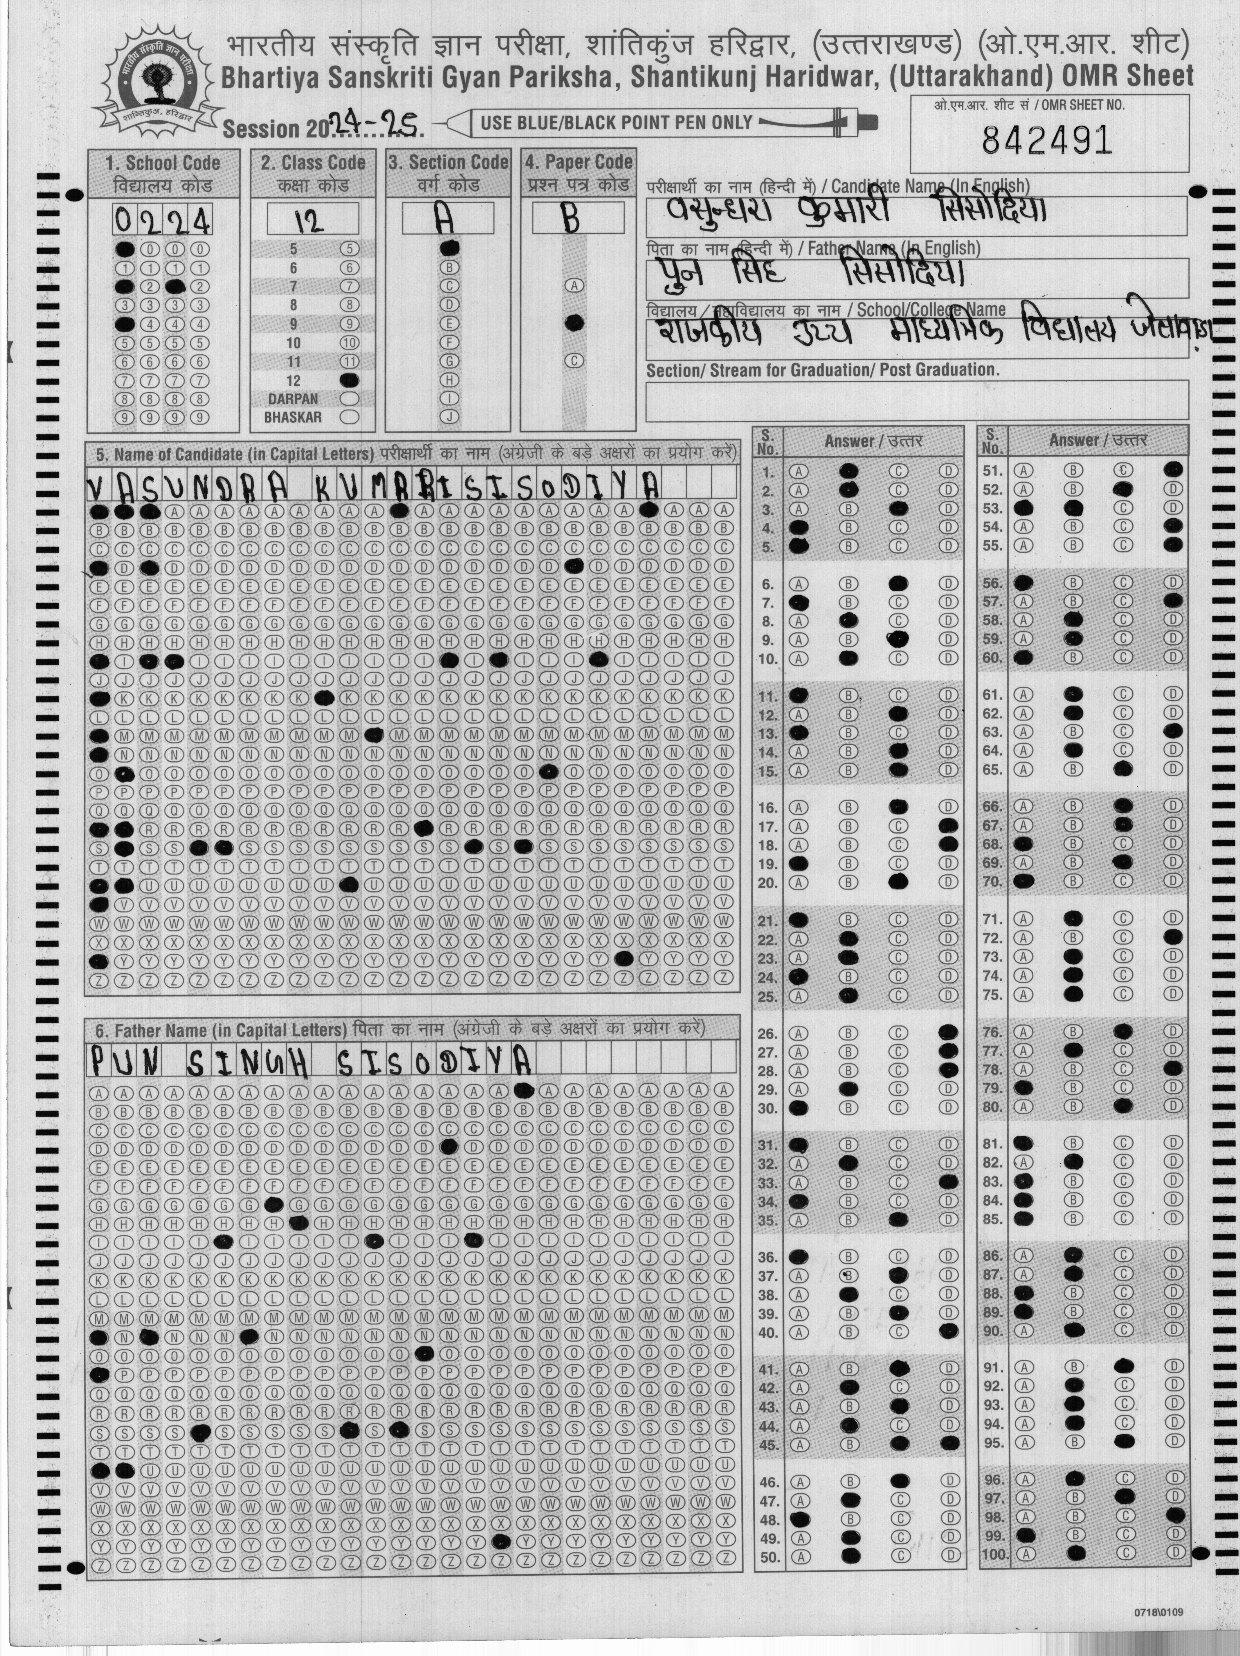 भारतीय संस्कृति ज्ञान परीक्षा, शांतिकुंज हरिद्वार, (उत्तराखण्ड) (ओ.एम.आर. शीट)
Bhartiya Sanskriti Gyan Pariksha, Shantikunj Haridwar, (Uttarakhand) OMR Sheet
Session 2024-25
USE BLUE/BLACK POINT PEN ONLY
ओ.एम.आर. शीट सं / OMR SHEET NO.
842491
1. School Code
विद्यालय कोड
0224
2. Class Code
कक्षा कोड
12
5
6
7
8
9
10
11
12
DARPAN
BHASKAR
3. Section Code
वर्ग कोड
A
4. Paper Code
प्रश्न पत्र कोड
B
परीक्षार्थी का नाम (हिन्दी में) / Candidate Name (In English)
वसुन्धरा कुमारी सिसोदिया
पिता का नाम (हिन्दी में) / Father Name (In English)
पुन सिंह सिसोदिया
विद्यालय / महाविद्यालय का नाम / School/College Name
राजकीय उच्च माध्यमिक विद्यालय
Section/ Stream for Graduation/ Post Graduation.
5. Name of Candidate (in Capital Letters) परीक्षार्थी का नाम (अंग्रेजी के बड़े अक्षरों का प्रयोग करें)
VASUNDRA KUMARI SISODIYA
6. Father Name (in Capital Letters) पिता का नाम (अंग्रेजी के बड़े अक्षरों का प्रयोग करें)
PUN SINGH SISODIYA
S. No. Answer / उत्तर
S. No. Answer / उत्तर
0718\0109